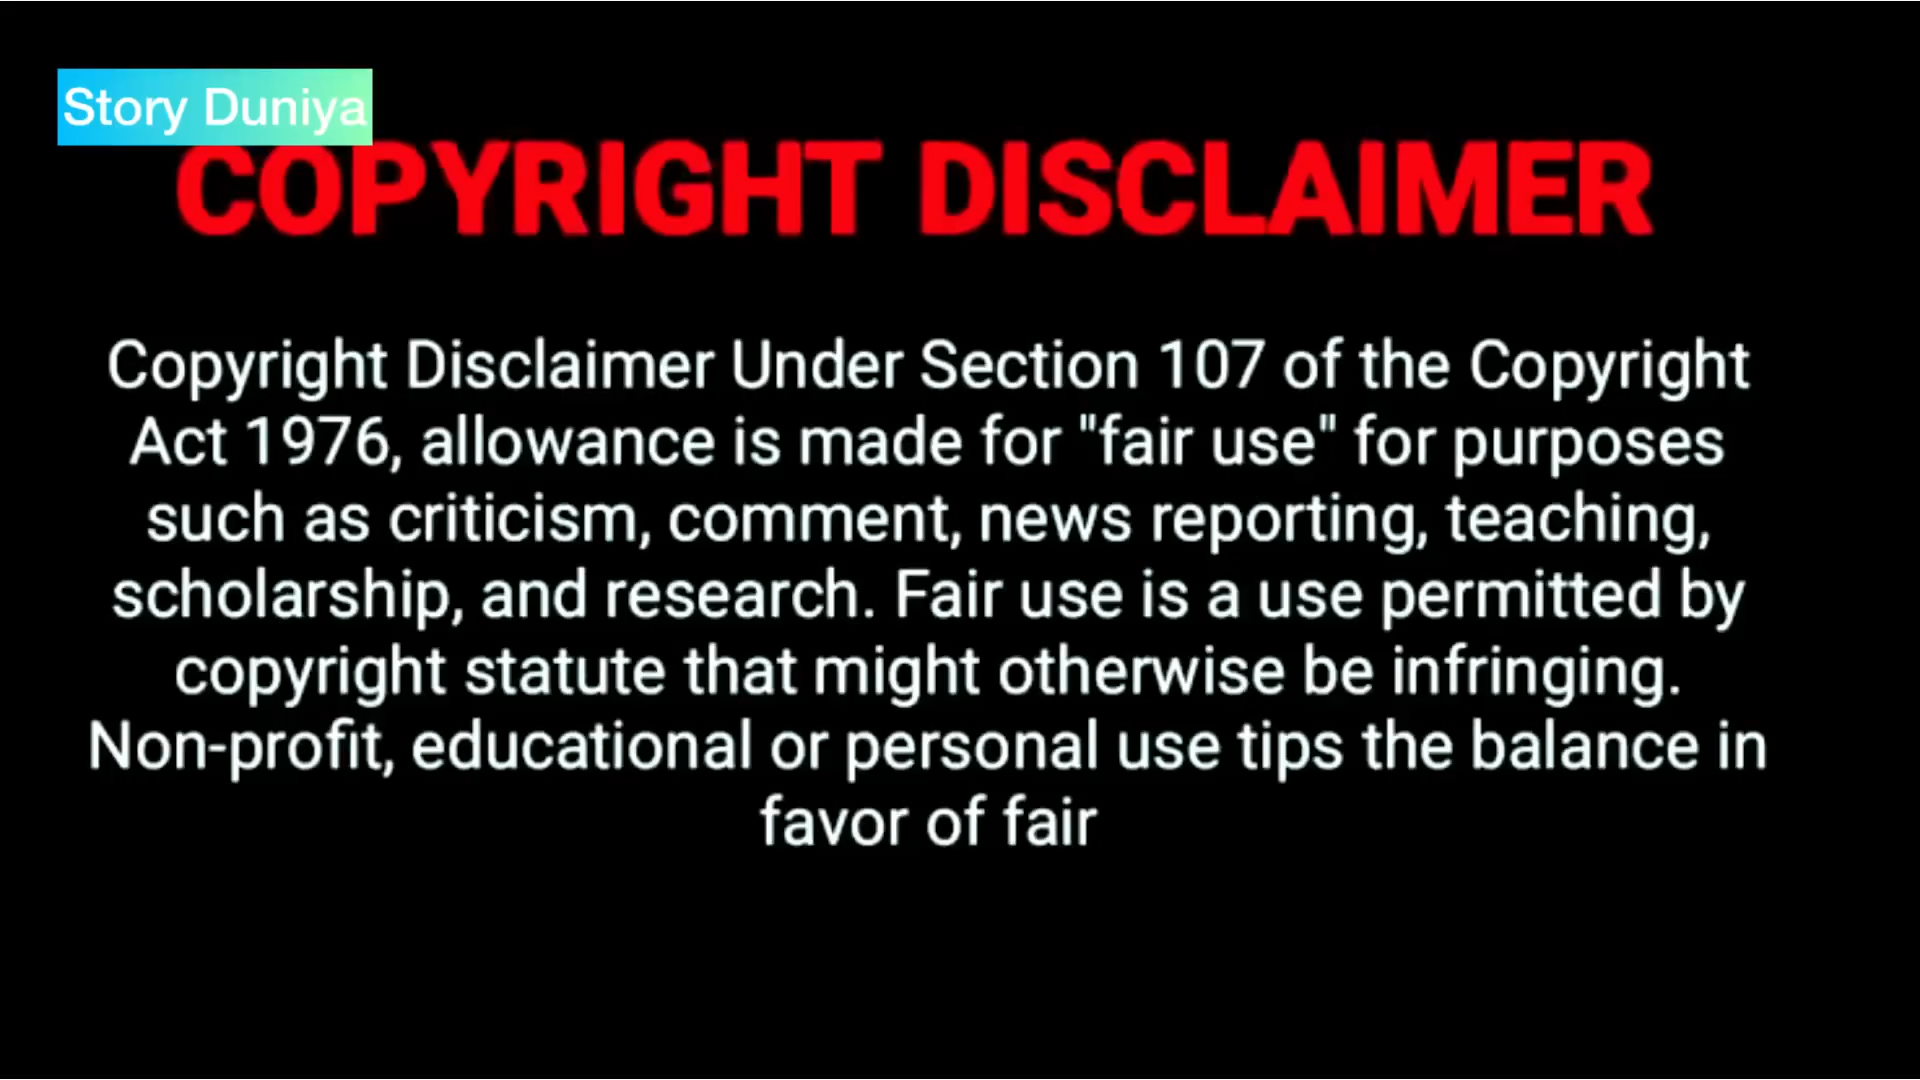 Story Duniya
COPYRIGHT DISCLAIMER
Copyright Disclaimer Under Section 107 of the Copyright
Act 1976, allowance is made for "fair use" for purposes
such as criticism, comment, news reporting, teaching,
scholarship, and research. Fair use is a use permitted by
copyright statute that might otherwise be infringing.
Non-profit, educational or personal use tips the balance in
favor of fair